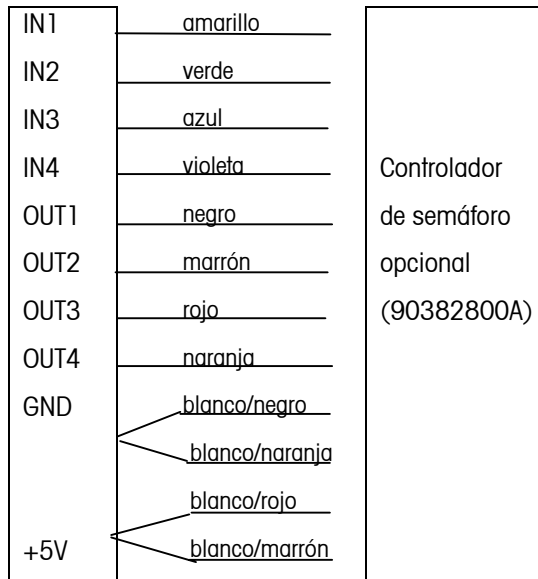 IN1 amarillo
IN2 verde
IN3 azul
IN4 violeta Controlador
OUT1 negro de semáforo
OUT2 marrón opcional
OUT3 rojo (90382800A)
OUT4 naranja
GND blanco/negro
blanco/naranja
blanco/rojo
+5V blanco/marrón